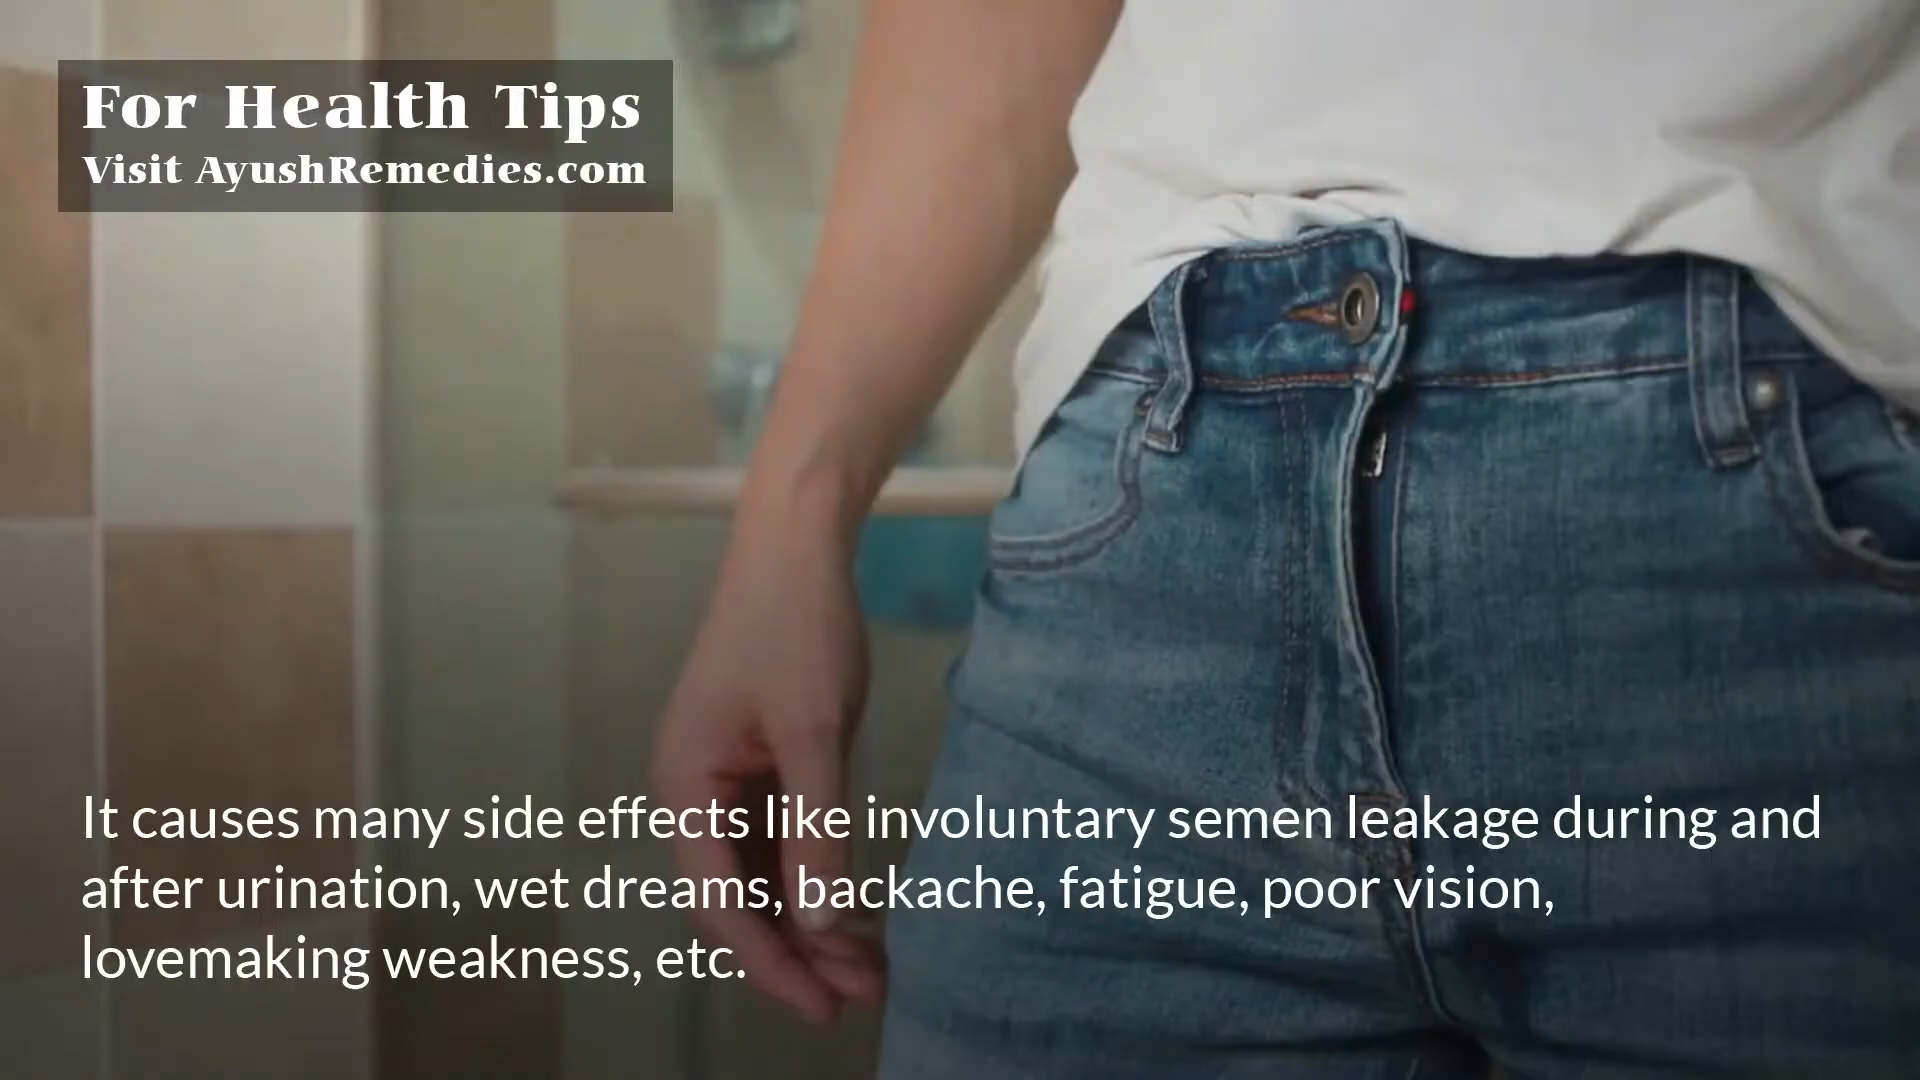 For Health Tips
Visit AyushRemedies.com
It causes many side effects like involuntary semen leakage during and
after urination, wet dreams, backache, fatigue, poor vision,
lovemaking weakness, etc.